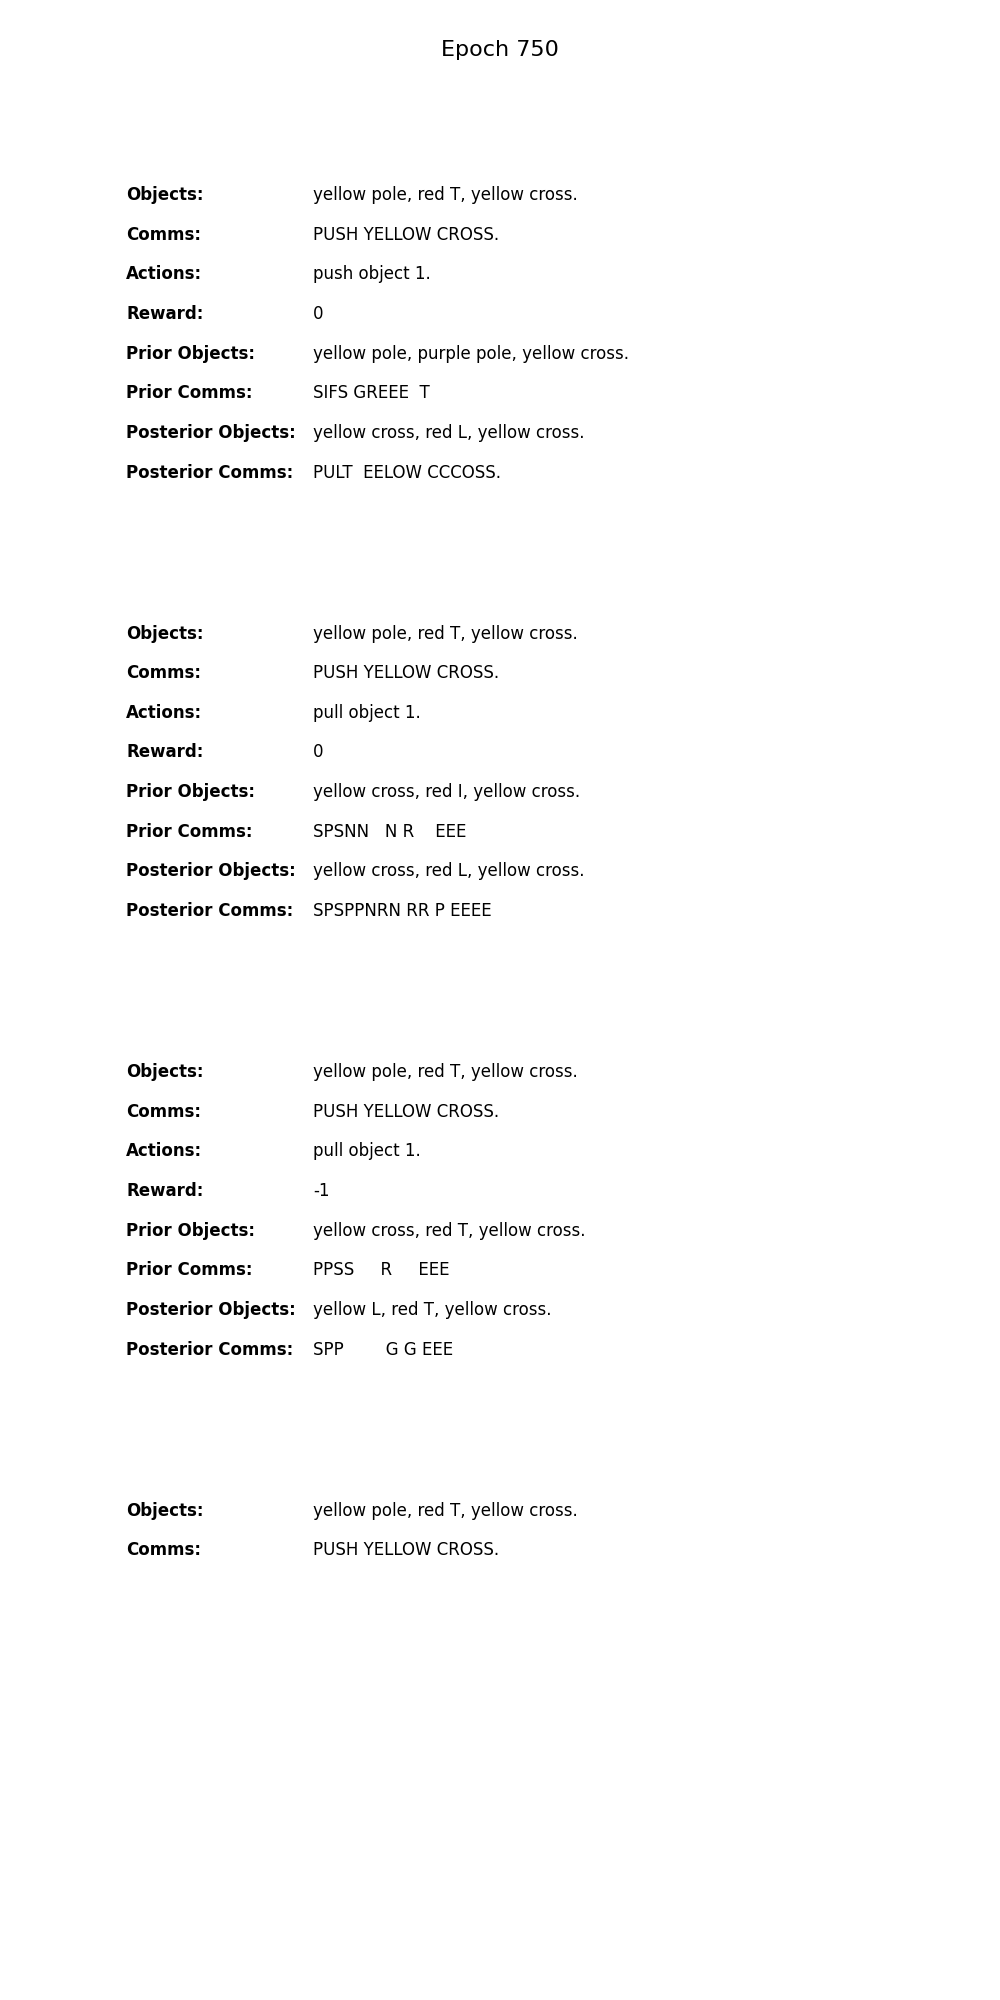 Epoch 750
Objects: yellow pole, red T, yellow cross.
Comms: PUSH YELLOW CROSS.
Actions: push object 1.
Reward: 0
Prior Objects: yellow pole, purple pole, yellow cross.
Prior Comms: SIFS GREEE  T
Posterior Objects: yellow cross, red L, yellow cross.
Posterior Comms: PULT  EELOW CCCOSS.
Objects: yellow pole, red T, yellow cross.
Comms: PUSH YELLOW CROSS.
Actions: pull object 1.
Reward: 0
Prior Objects: yellow cross, red I, yellow cross.
Prior Comms: SPSNN   N R    EEE
Posterior Objects: yellow cross, red L, yellow cross.
Posterior Comms: SPSPPNRN RR P EEEE
Objects: yellow pole, red T, yellow cross.
Comms: PUSH YELLOW CROSS.
Actions: pull object 1.
Reward: -1
Prior Objects: yellow cross, red T, yellow cross.
Prior Comms: PPSS     R     EEE
Posterior Objects: yellow L, red T, yellow cross.
Posterior Comms: SPP        G G EEE
Objects: yellow pole, red T, yellow cross.
Comms: PUSH YELLOW CROSS.